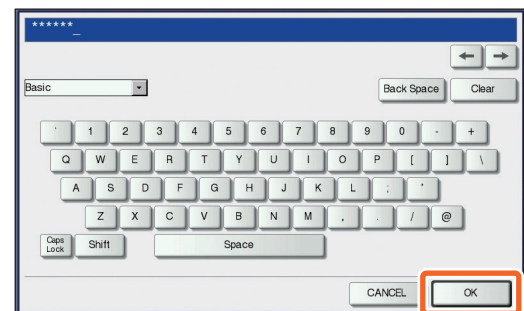 ******_
← →
Basic Back Space Clear
` 1 2 3 4 5 6 7 8 9 0 - +
Q W E R T Y U I O P [ ] \
A S D F G H J K L ; '
Z X C V B N M , . / @
Caps Lock Shift Space
CANCEL OK